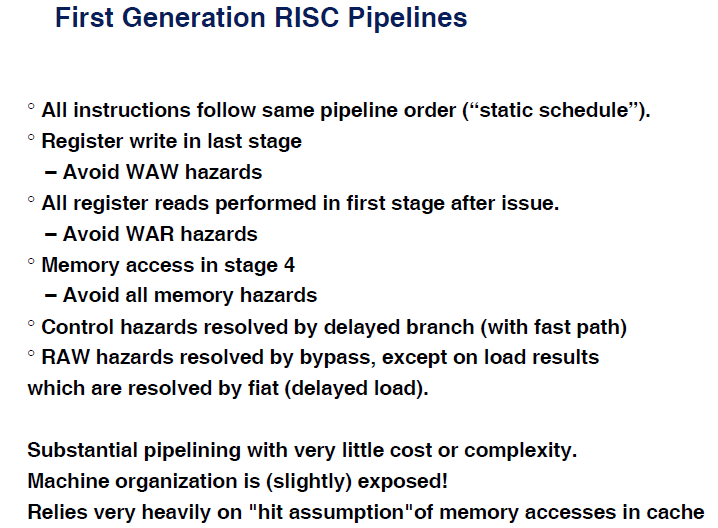 First Generation RISC Pipelines
° All instructions follow same pipeline order (“static schedule”).
° Register write in last stage
– Avoid WAW hazards
° All register reads performed in first stage after issue.
– Avoid WAR hazards
° Memory access in stage 4
– Avoid all memory hazards
° Control hazards resolved by delayed branch (with fast path)
° RAW hazards resolved by bypass, except on load results
which are resolved by fiat (delayed load).
Substantial pipelining with very little cost or complexity.
Machine organization is (slightly) exposed!
Relies very heavily on "hit assumption"of memory accesses in cache